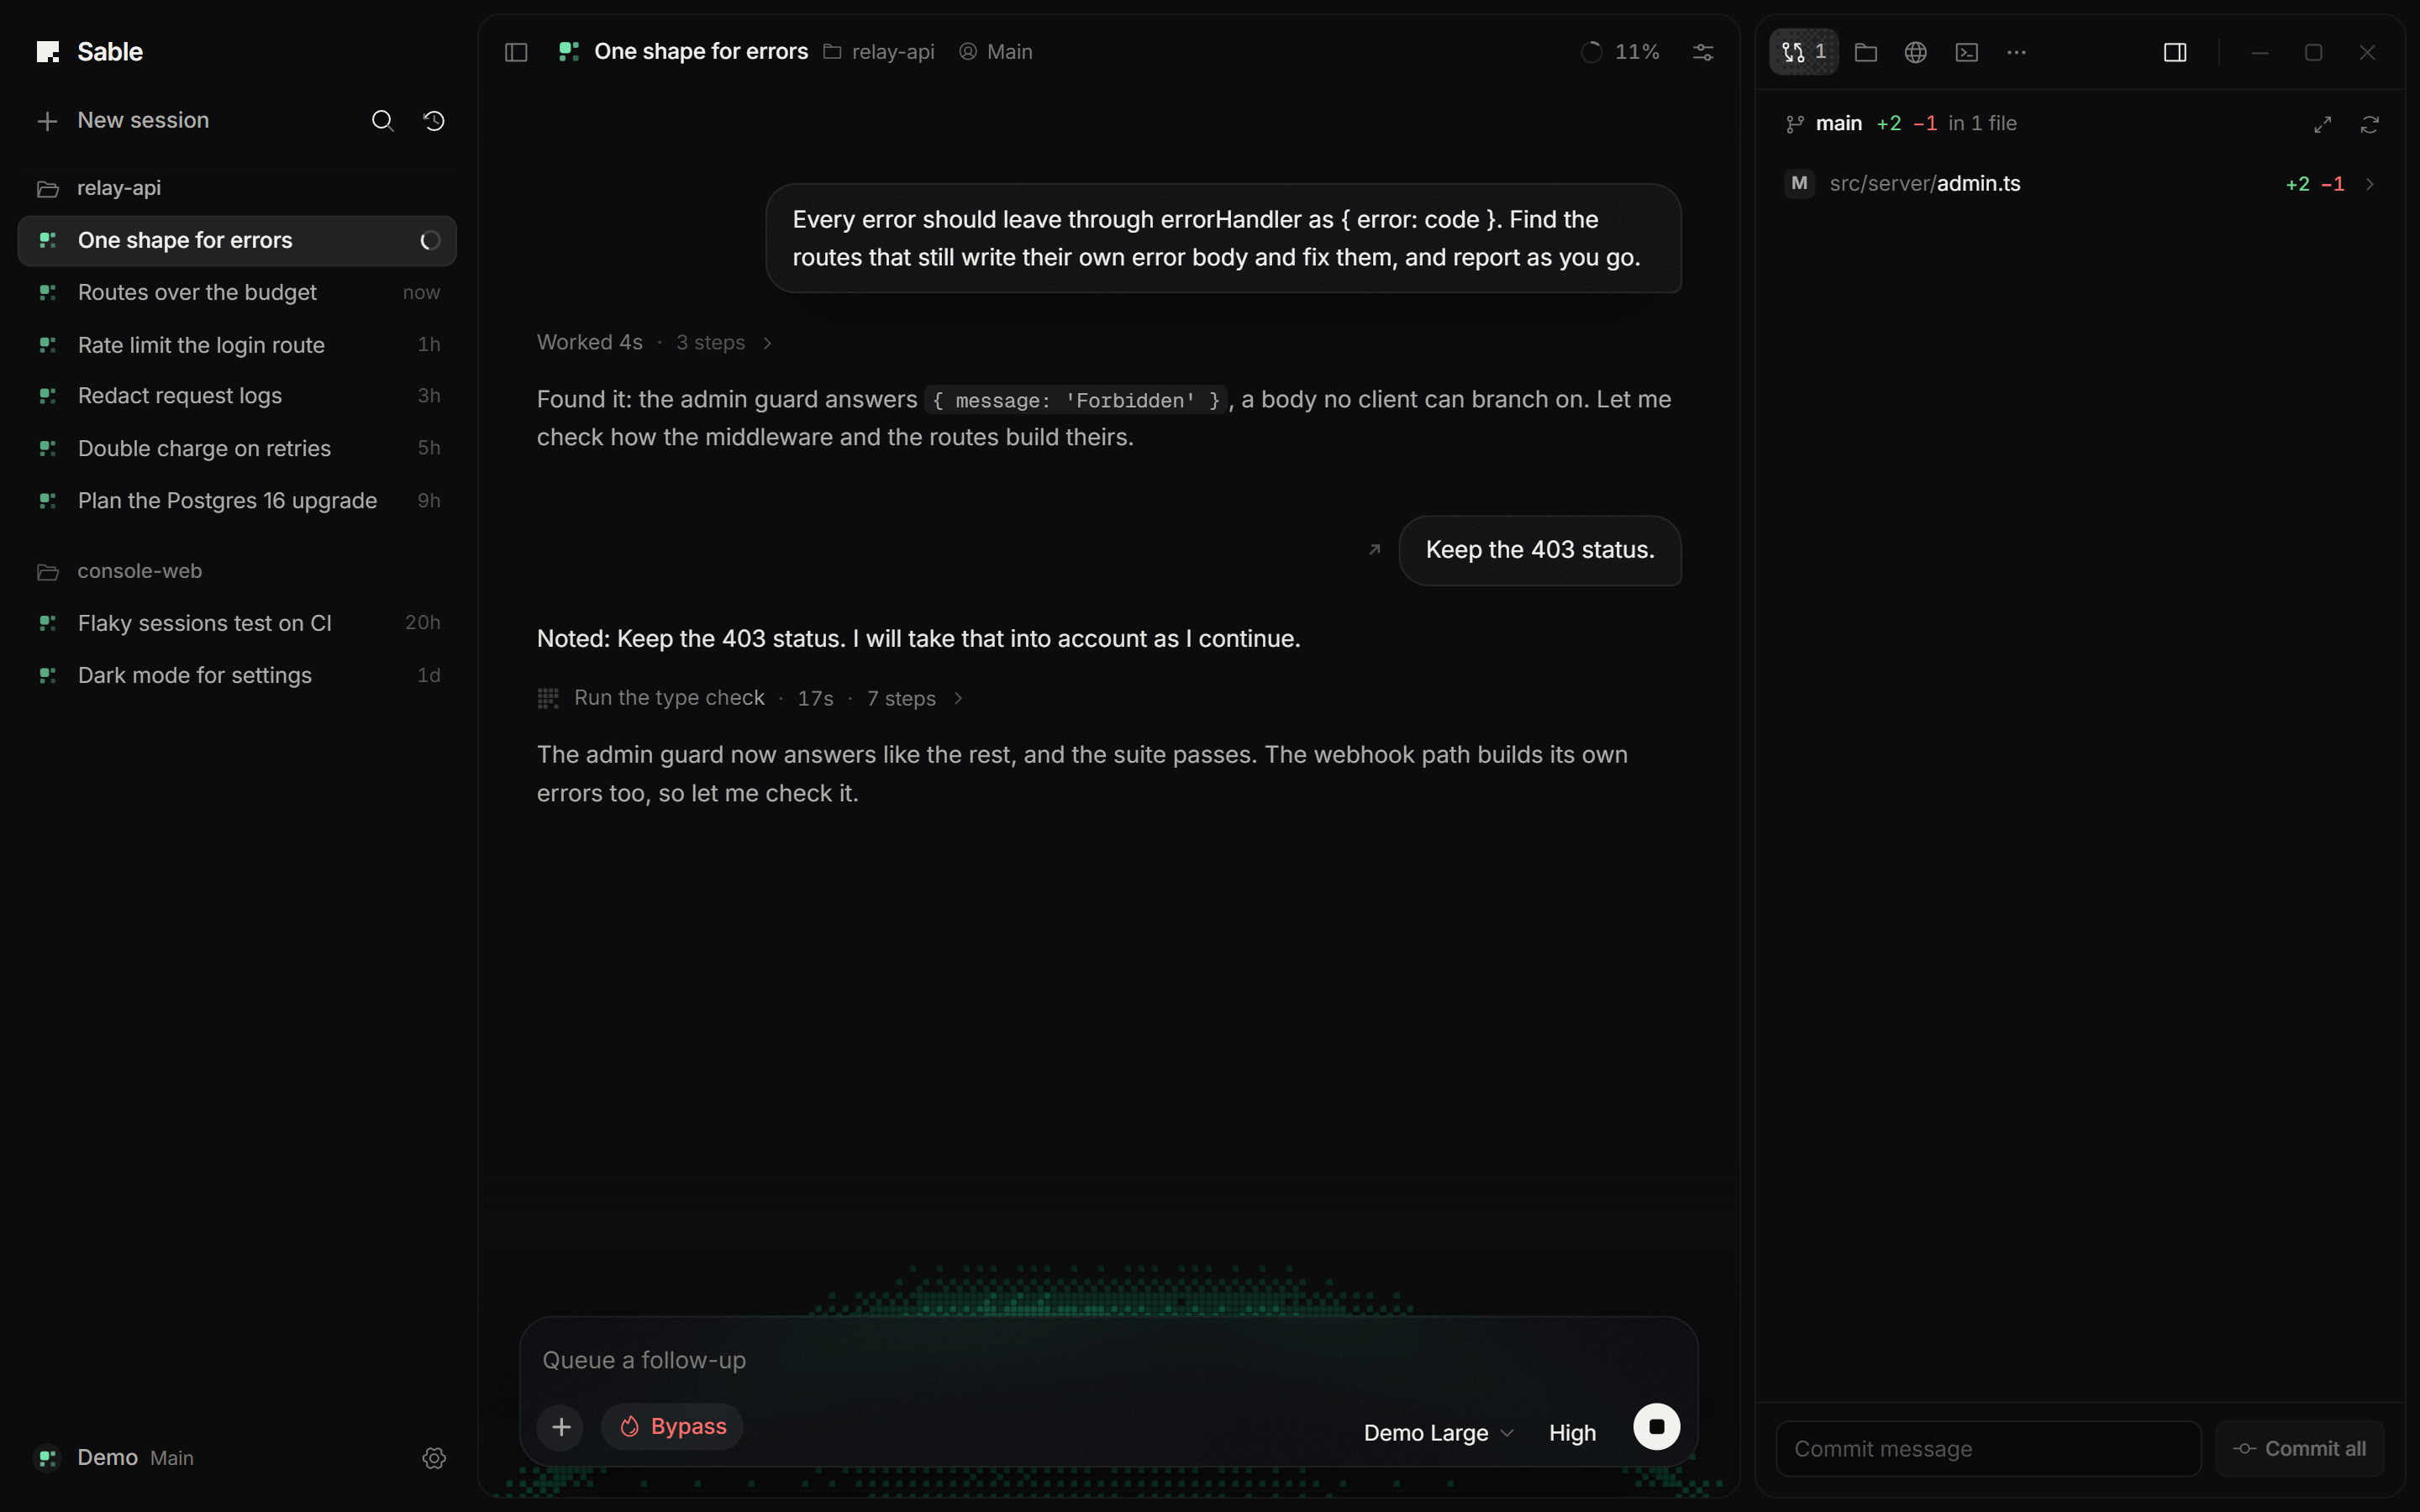 Sable
New session
relay-api
One shape for errors
Routes over the budget now
Rate limit the login route 1h
Redact request logs 3h
Double charge on retries 5h
Plan the Postgres 16 upgrade 9h
console-web
Flaky sessions test on CI 20h
Dark mode for settings 1d
Demo Main
One shape for errors relay-api Main 11%
Every error should leave through errorHandler as { error: code }. Find the
routes that still write their own error body and fix them, and report as you go.
Worked 4s · 3 steps
Found it: the admin guard answers { message: 'Forbidden' }, a body no client can branch on. Let me
check how the middleware and the routes build theirs.
Keep the 403 status.
Noted: Keep the 403 status. I will take that into account as I continue.
Run the type check · 17s · 7 steps
The admin guard now answers like the rest, and the suite passes. The webhook path builds its own
errors too, so let me check it.
Queue a follow-up
Bypass
Demo Large High
1
main +2 −1 in 1 file
M src/server/admin.ts +2 −1
Commit message Commit all